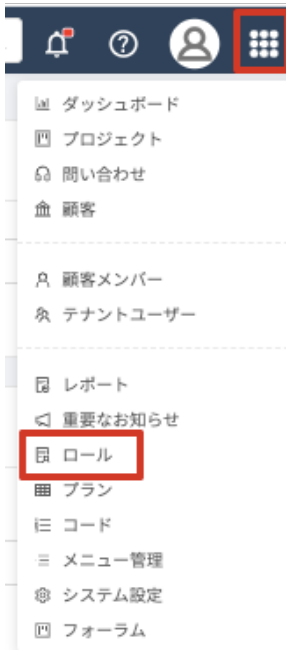 ダッシュボード
プロジェクト
問い合わせ
顧客
顧客メンバー
テナントユーザー
レポート
重要なお知らせ
ロール
プラン
コード
メニュー管理
システム設定
フォーラム